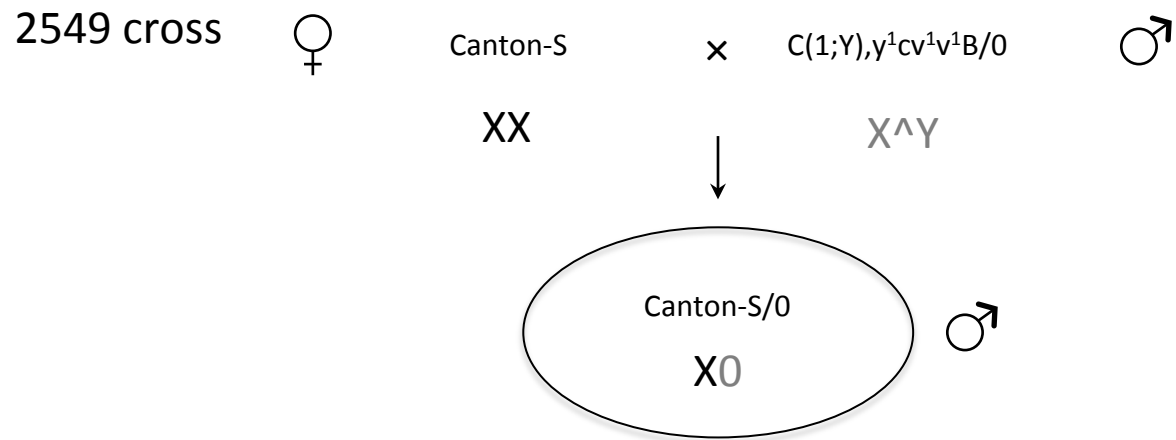 2549 cross ♀ Canton-S × C(1;Y),y¹cv¹v¹B/0 ♂
XX X^Y
Canton-S/0 ♂
X0